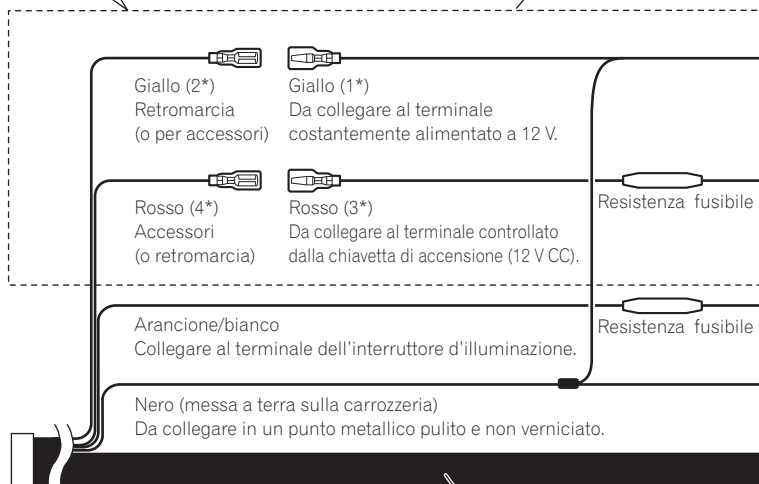 Giallo (2*)
Retromarcia
(o per accessori)
Giallo (1*)
Da collegare al terminale
costantemente alimentato a 12 V.
Rosso (4*)
Accessori
(o retromarcia)
Rosso (3*)
Da collegare al terminale controllato
dalla chiavetta di accensione (12 V CC).
Resistenza fusibile
Arancione/bianco
Collegare al terminale dell'interruttore d'illuminazione.
Resistenza fusibile
Nero (messa a terra sulla carrozzeria)
Da collegare in un punto metallico pulito e non verniciato.